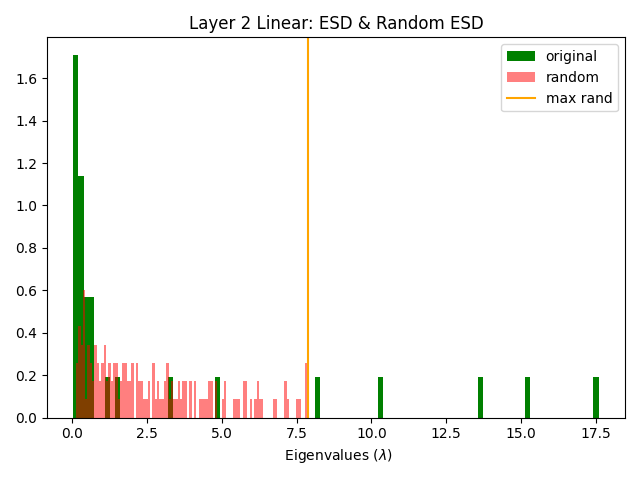 Layer 2 Linear: ESD & Random ESD
original
random
max rand
1.6
1.4
1.2
1.0
0.8
0.6
0.4
0.2
0.0
0.0 2.5 5.0 7.5 10.0 12.5 15.0 17.5
Eigenvalues (λ)